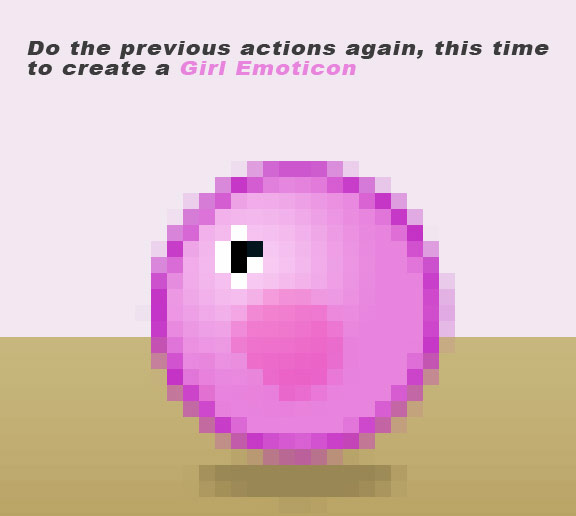 Do the previous actions again, this time
to create a Girl Emoticon